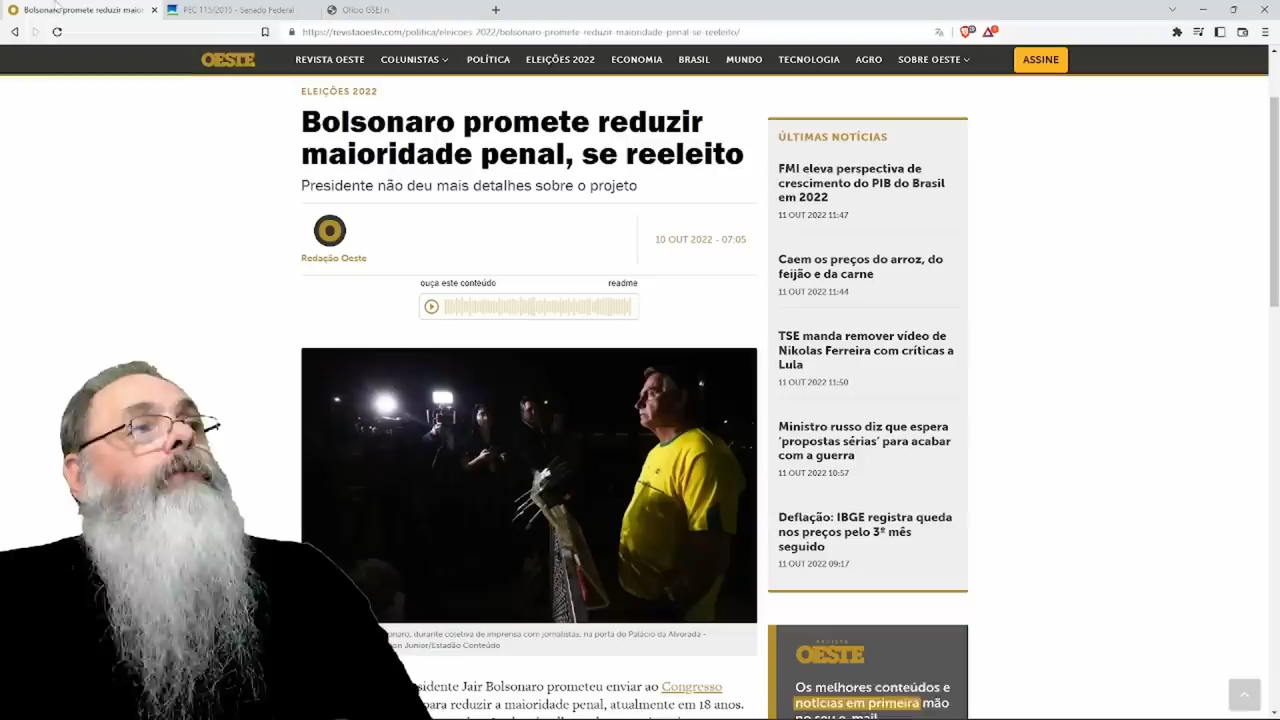 Bolsonaro promete reduzir maior
PEC 115/2015 - Senado Federal
https://revistaoeste.com/politica/eleicoes-2022/bolsonaro-promete-reduzir-maioridade-penal-se-reeleito/
OESTE
REVISTA OESTE
COLUNISTAS
POLÍTICA
ELEIÇÕES 2022
ECONOMIA
BRASIL
MUNDO
TECNOLOGIA
AGRO
SOBRE OESTE
ASSINE
ELEIÇÕES 2022
Bolsonaro promete reduzir
maioridade penal, se reeleito
Presidente não deu mais detalhes sobre o projeto
Redação Oeste
10 OUT 2022 - 07:05
ouça este conteúdo
readme
onaro, durante coletiva de imprensa com jornalistas, na porta do Palácio da Alvorada -
Junior/Estadão Conteúdo
sidente Jair Bolsonaro prometeu enviar ao Congresso
para reduzir a maioridade penal, atualmente em 18 anos.
ÚLTIMAS NOTÍCIAS
FMI eleva perspectiva de
crescimento do PIB do Brasil
em 2022
11 OUT 2022 11:47
Caem os preços do arroz, do
feijão e da carne
11 OUT 2022 11:44
TSE manda remover vídeo de
Nikolas Ferreira com críticas a
Lula
11 OUT 2022 11:50
Ministro russo diz que espera
‘propostas sérias’ para acabar
com a guerra
11 OUT 2022 10:57
Deflação: IBGE registra queda
nos preços pelo 3º mês
seguido
11 OUT 2022 09:17
REVISTA
OESTE
Os melhores conteúdos e
notícias em primeira mão
no seu e-mail